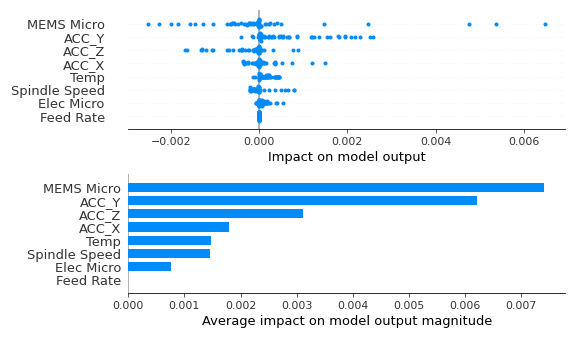 MEMS Micro
ACC_Y
ACC_Z
ACC_X
Temp
Spindle Speed
Elec Micro
Feed Rate
−0.002 0.000 0.002 0.004 0.006
Impact on model output
MEMS Micro
ACC_Y
ACC_Z
ACC_X
Temp
Spindle Speed
Elec Micro
Feed Rate
0.000 0.001 0.002 0.003 0.004 0.005 0.006 0.007
Average impact on model output magnitude